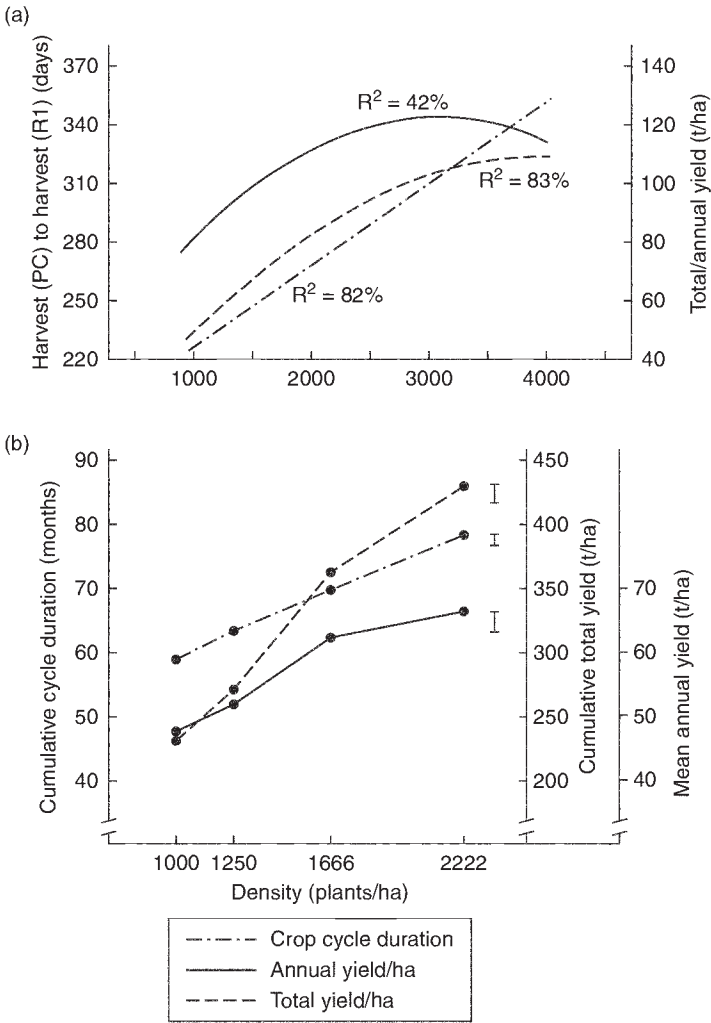 (a)
Harvest (PC) to harvest (R1) (days)
370
340
310
280
250
220
R² = 42%
R² = 83%
R² = 82%
140
120
100
80
60
40
Total/annual yield (t/ha)
1000 2000 3000 4000
(b)
Cumulative cycle duration (months)
90
80
70
60
50
40
450
400
350
300
250
200
Cumulative total yield (t/ha)
70
60
50
40
Mean annual yield (t/ha)
1000 1250 1666 2222
Density (plants/ha)
Crop cycle duration
Annual yield/ha
Total yield/ha